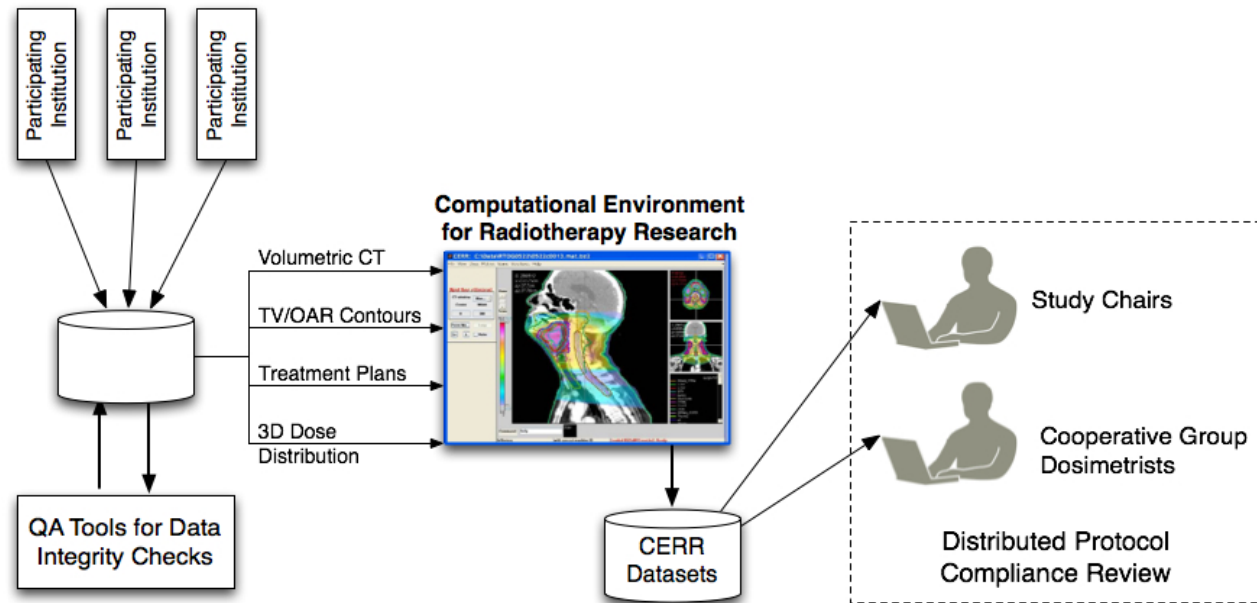 Participating
Institution
Participating
Institution
Participating
Institution
Computational Environment
for Radiotherapy Research
Volumetric CT
TV/OAR Contours
Treatment Plans
3D Dose
Distribution
QA Tools for Data
Integrity Checks
CERR
Datasets
Study Chairs
Cooperative Group
Dosimetrists
Distributed Protocol
Compliance Review